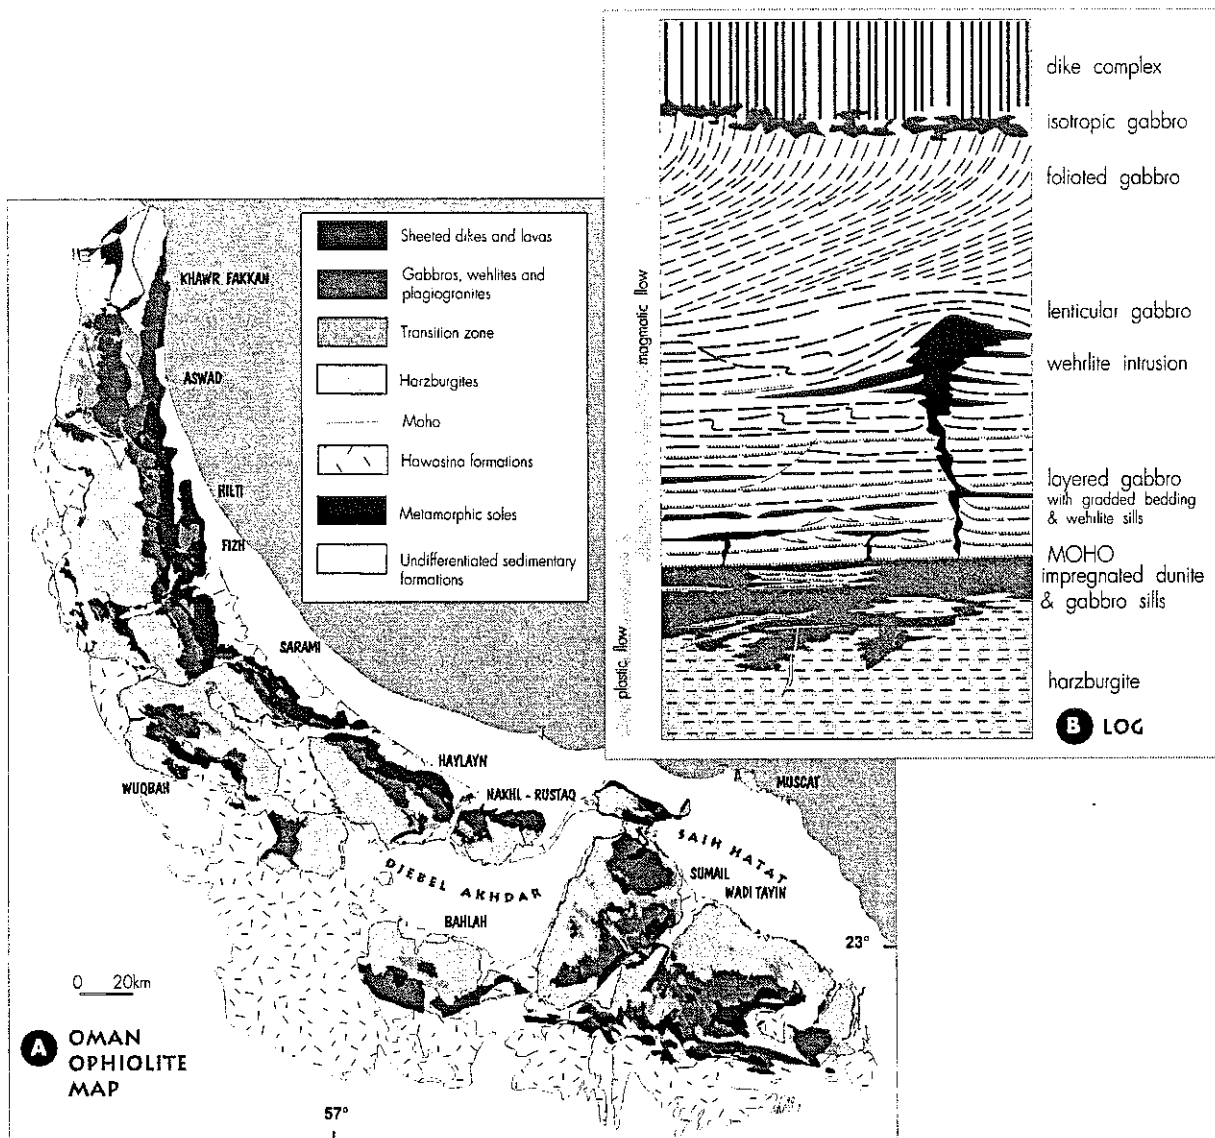 dike complex
isotropic gabbro
foliated gabbro
lenticular gabbro
wehrlite intrusion
layered gabbro
with gradded bedding
& wehrlite sills
MOHO
impregnated dunite
& gabbro sills
harzburgite
B LOG
magmatic flow
plastic flow
Sheeted dikes and lavas
Gabbros, wehlites and
plagiogranites
Transition zone
Harzburgites
Moho
Hawasina formations
Metamorphic soles
Undifferentiated sedimentary
formations
KHAWR FAKKAN
ASWAD
HILTI
FIZH
SARAMI
HAYLAYN
WUQBAH
NAKHL - RUSTAQ
MUSCAT
SAIH HATAT
SUMAIL
WADI TAYIN
DJEBEL AKHDAR
BAHLAH
23°
0 20km
A OMAN
OPHIOLITE
MAP
57°